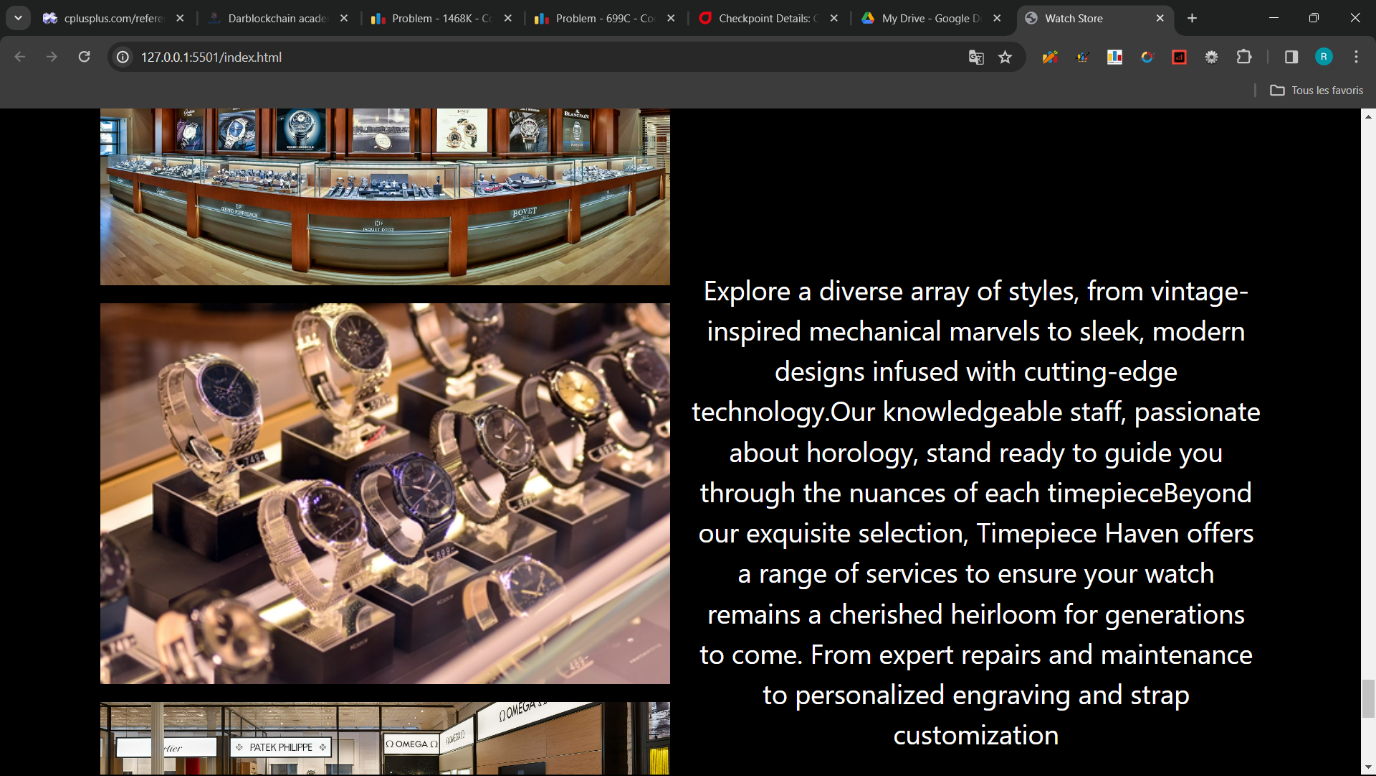 cplusplus.com/refere
Darblockchain acade
Problem - 1468K - Co
Problem - 699C - Co
Checkpoint Details: C
My Drive - Google D
Watch Store
127.0.0.1:5501/index.html
R
Tous les favoris
BLANCPAIN
BOVET
Explore a diverse array of styles, from vintage-
inspired mechanical marvels to sleek, modern
designs infused with cutting-edge
technology.Our knowledgeable staff, passionate
about horology, stand ready to guide you
through the nuances of each timepieceBeyond
our exquisite selection, Timepiece Haven offers
a range of services to ensure your watch
remains a cherished heirloom for generations
to come. From expert repairs and maintenance
to personalized engraving and strap
customization
Cartier
PATEK PHILIPPE
Ω OMEGA Ω
Ω OMEGA